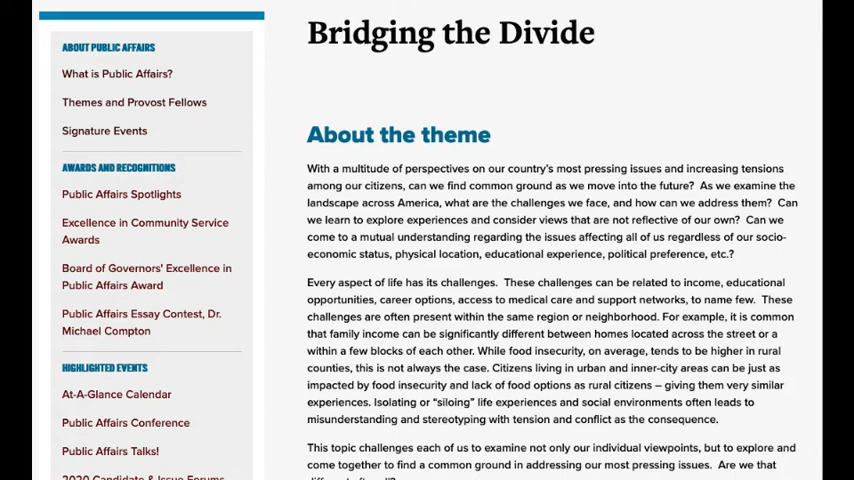 ABOUT PUBLIC AFFAIRS
What is Public Affairs?
Themes and Provost Fellows
Signature Events
AWARDS AND RECOGNITIONS
Public Affairs Spotlights
Excellence in Community Service
Awards
Board of Governors' Excellence in
Public Affairs Award
Public Affairs Essay Contest, Dr.
Michael Compton
HIGHLIGHTED EVENTS
At-A-Glance Calendar
Public Affairs Conference
Public Affairs Talks!
2020 Candidate & Issue Forums
Bridging the Divide
About the theme
With a multitude of perspectives on our country's most pressing issues and increasing tensions
among our citizens, can we find common ground as we move into the future? As we examine the
landscape across America, what are the challenges we face, and how can we address them? Can
we learn to explore experiences and consider views that are not reflective of our own? Can we
come to a mutual understanding regarding the issues affecting all of us regardless of our socio-
economic status, physical location, educational experience, political preference, etc.?
Every aspect of life has its challenges. These challenges can be related to income, educational
opportunities, career options, access to medical care and support networks, to name few. These
challenges are often present within the same region or neighborhood. For example, it is common
that family income can be significantly different between homes located across the street or a
within a few blocks of each other. While food insecurity, on average, tends to be higher in rural
counties, this is not always the case. Citizens living in urban and inner-city areas can be just as
impacted by food insecurity and lack of food options as rural citizens – giving them very similar
experiences. Isolating or "siloing" life experiences and social environments often leads to
misunderstanding and stereotyping with tension and conflict as the consequence.
This topic challenges each of us to examine not only our individual viewpoints, but to explore and
come together to find a common ground in addressing our most pressing issues. Are we that